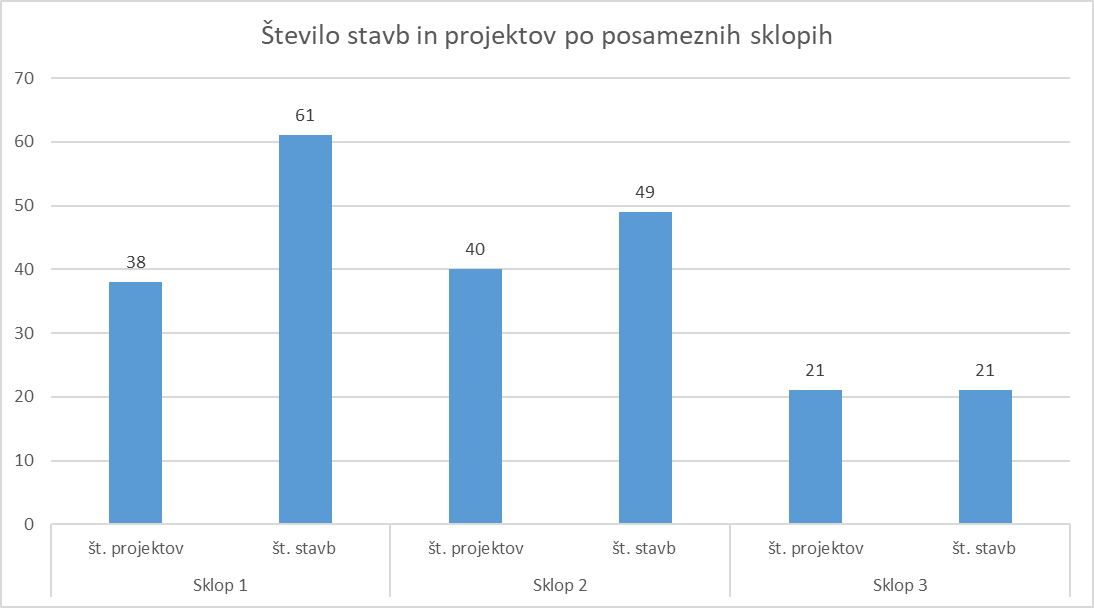 Število stavb in projektov po posameznih sklopih
70
60
50
40
30
20
10
0
38
61
40
49
21
21
št. projektov
št. stavb
št. projektov
št. stavb
št. projektov
št. stavb
Sklop 1
Sklop 2
Sklop 3